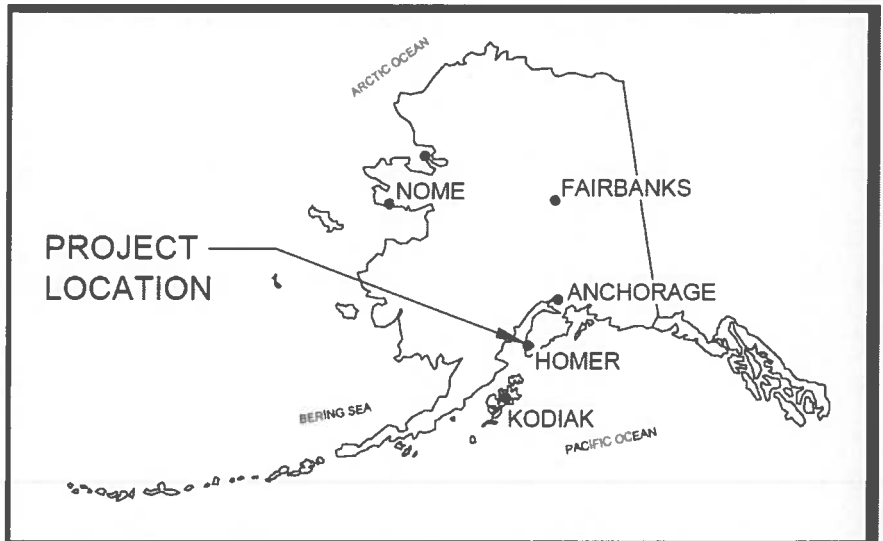 ARCTIC OCEAN
NOME
FAIRBANKS
PROJECT
LOCATION
ANCHORAGE
HOMER
BERING SEA
KODIAK
PACIFIC OCEAN